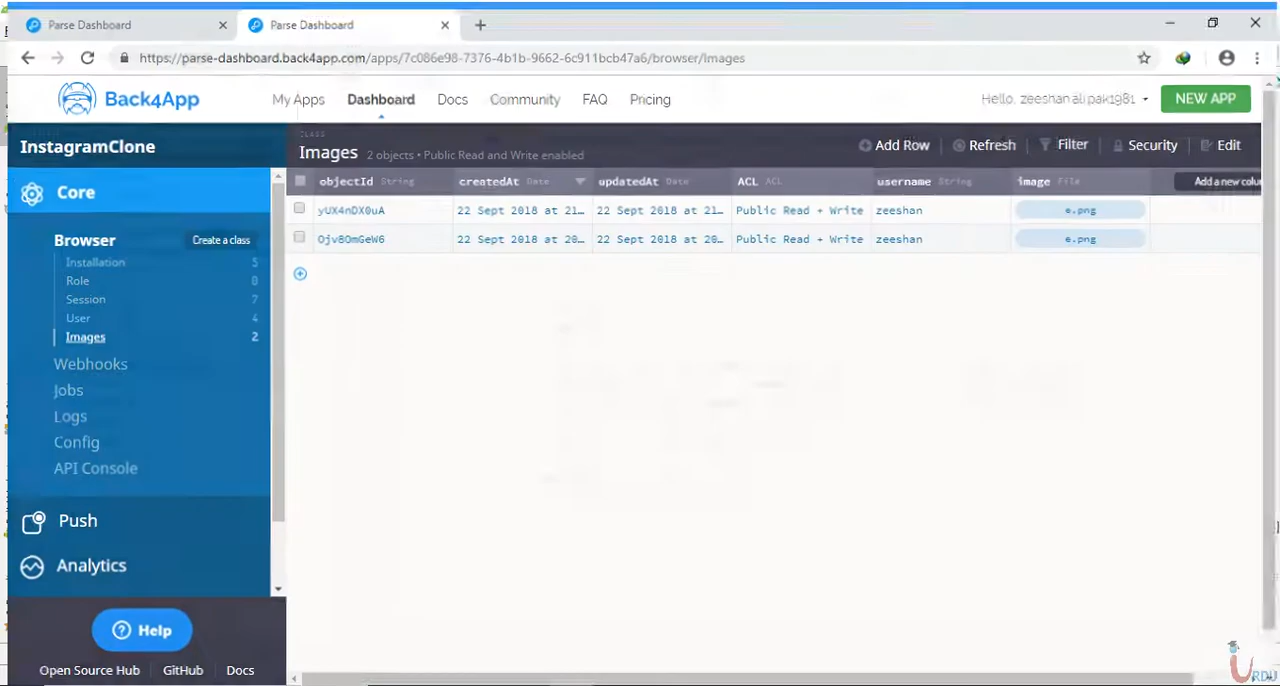 Parse Dashboard
Parse Dashboard
https://parse-dashboard.back4app.com/apps/7c086e98-7376-4b1b-9662-6c911bcb47a6/browser/Images
Back4App
My Apps Dashboard Docs Community FAQ Pricing
Hello, zeeshan.ali.pak1981 NEW APP
InstagramClone
CLASS
Images 2 objects • Public Read and Write enabled
Add Row Refresh Filter Security Edit
Core
objectId String createdAt Date updatedAt Date ACL ACL username String image File Add a new colu
yUX4nDX0uA 22 Sept 2018 at 21… 22 Sept 2018 at 21… Public Read + Write zeeshan e.png
OjvBOmGeW6 22 Sept 2018 at 20… 22 Sept 2018 at 20… Public Read + Write zeeshan e.png
Browser Create a class
Installation 5
Role 0
Session 7
User 4
Images 2
Webhooks
Jobs
Logs
Config
API Console
Push
Analytics
Help
Open Source Hub GitHub Docs
URDU